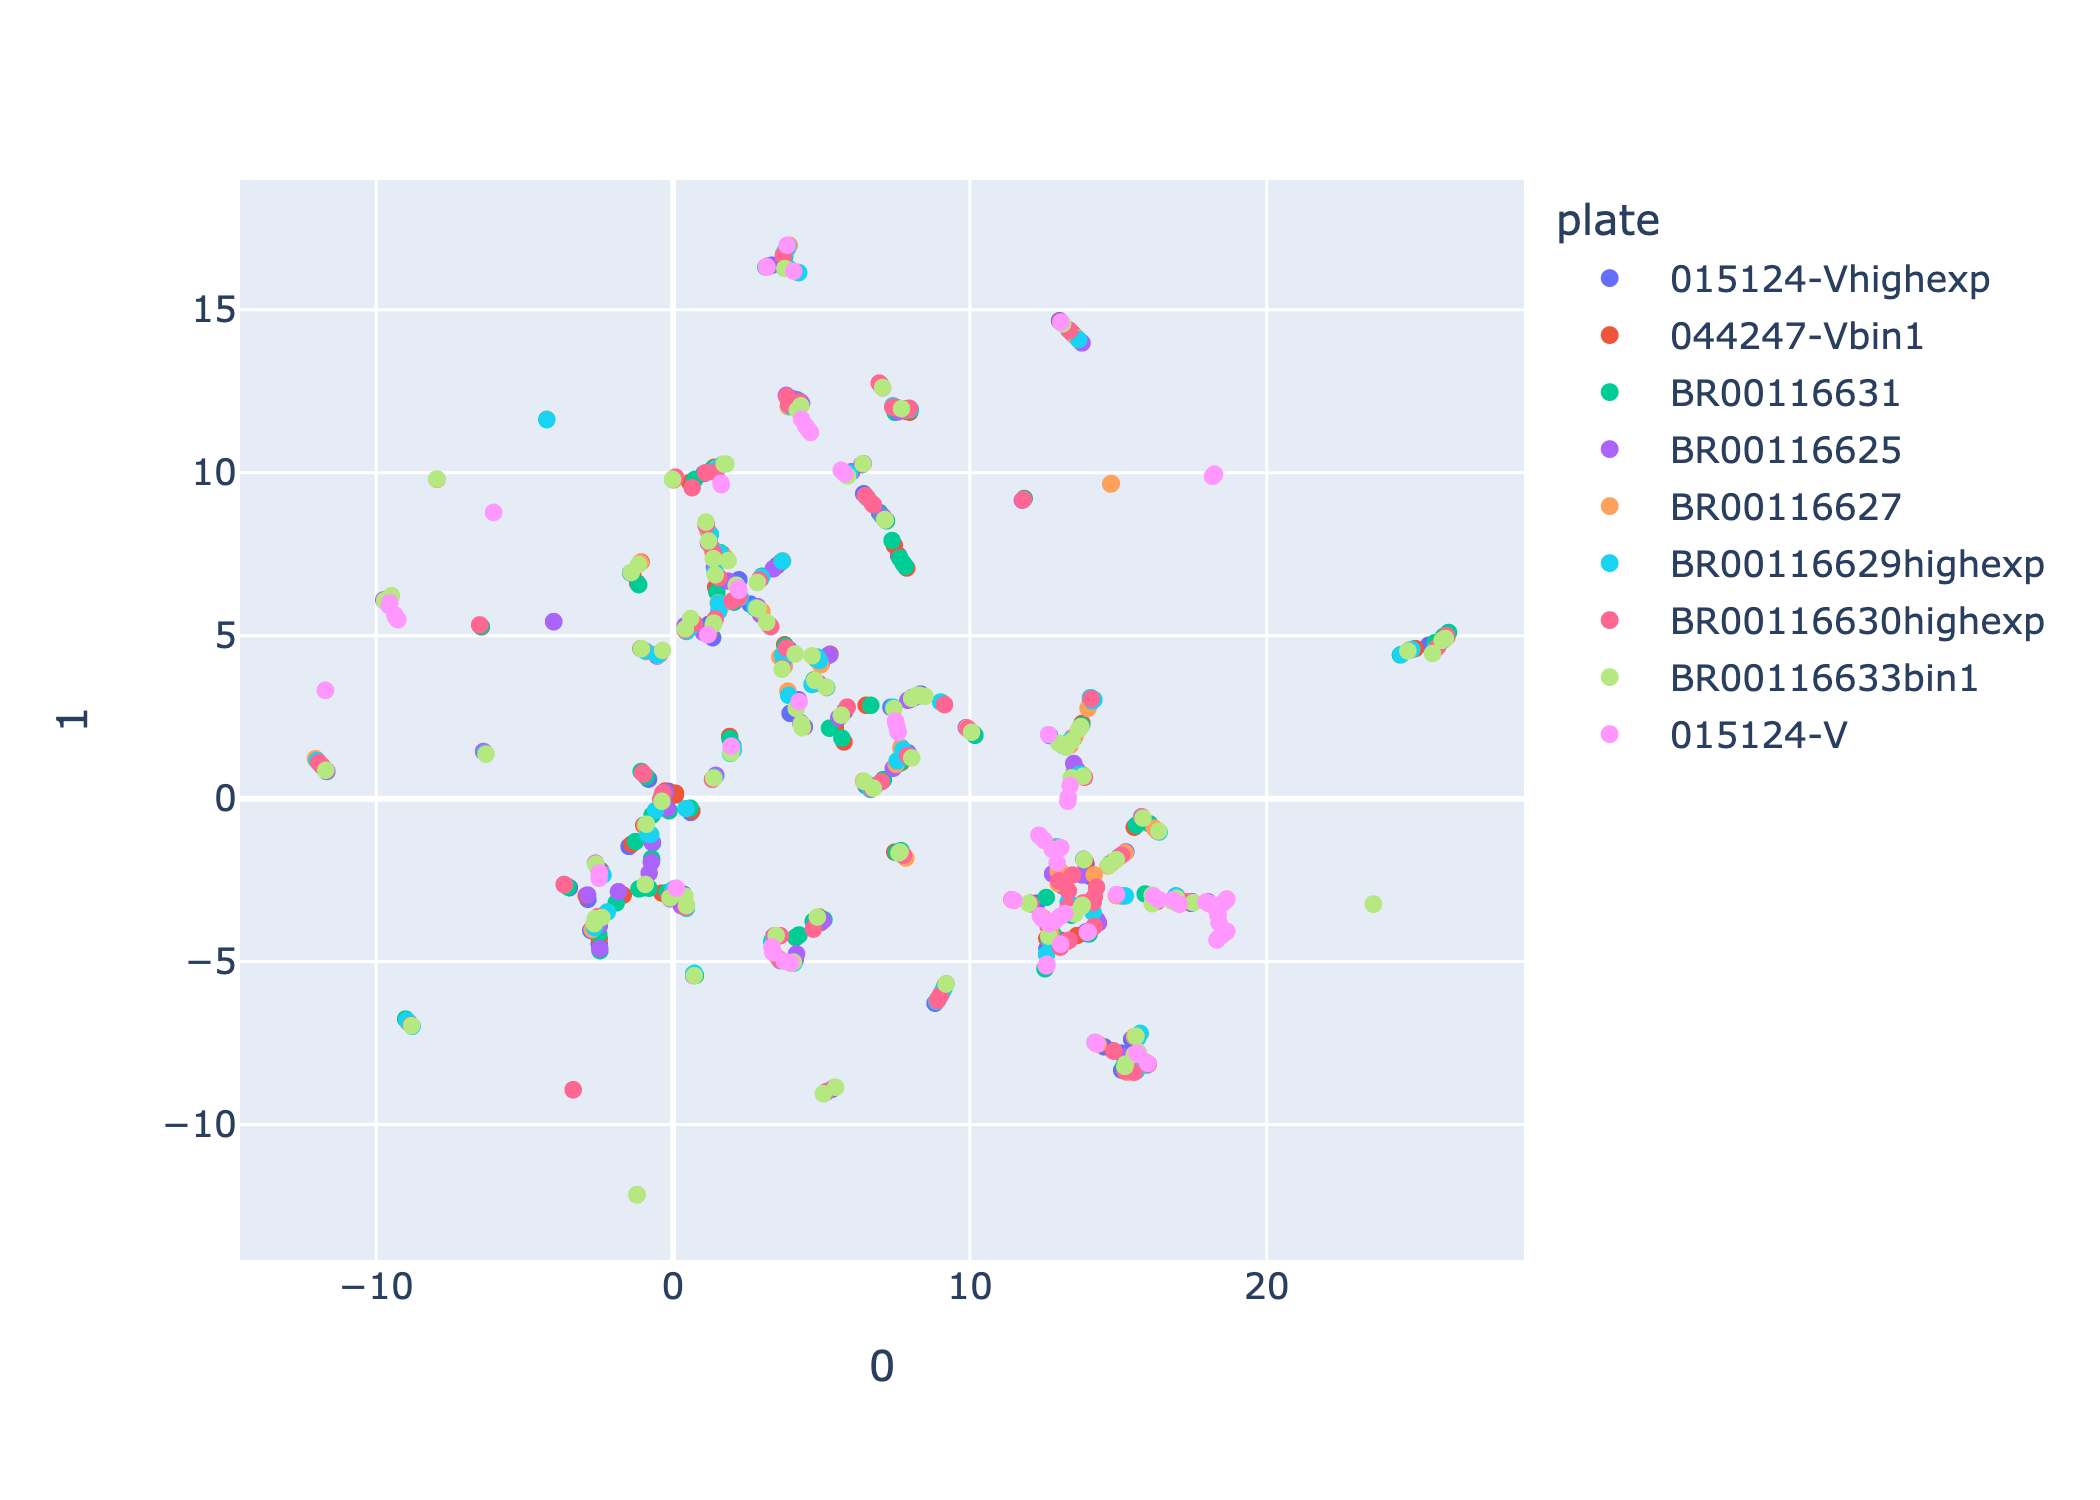 plate
015124-Vhighexp
044247-Vbin1
BR00116631
BR00116625
BR00116627
BR00116629highexp
BR00116630highexp
BR00116633bin1
015124-V
15
10
5
0
−5
−10
−10 0 10 20
0
1